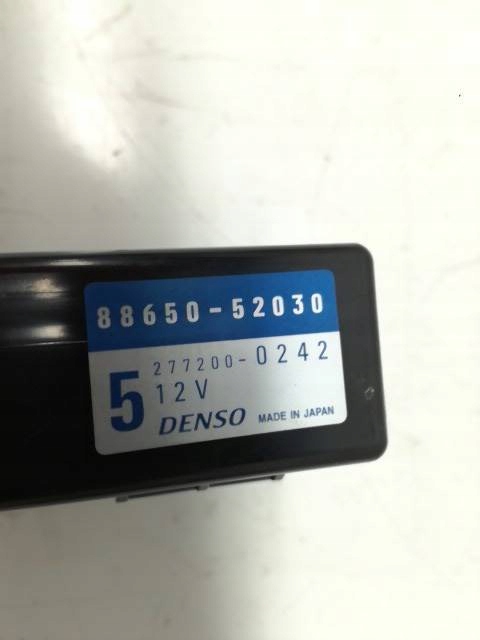 88650-52030
5 277200-0242
12V
DENSO MADE IN JAPAN